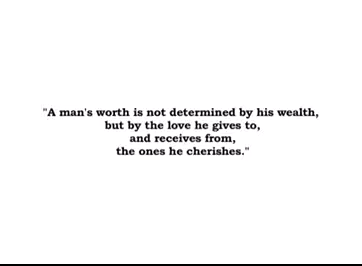 "A man's worth is not determined by his wealth,
but by the love he gives to,
and receives from,
the ones he cherishes."